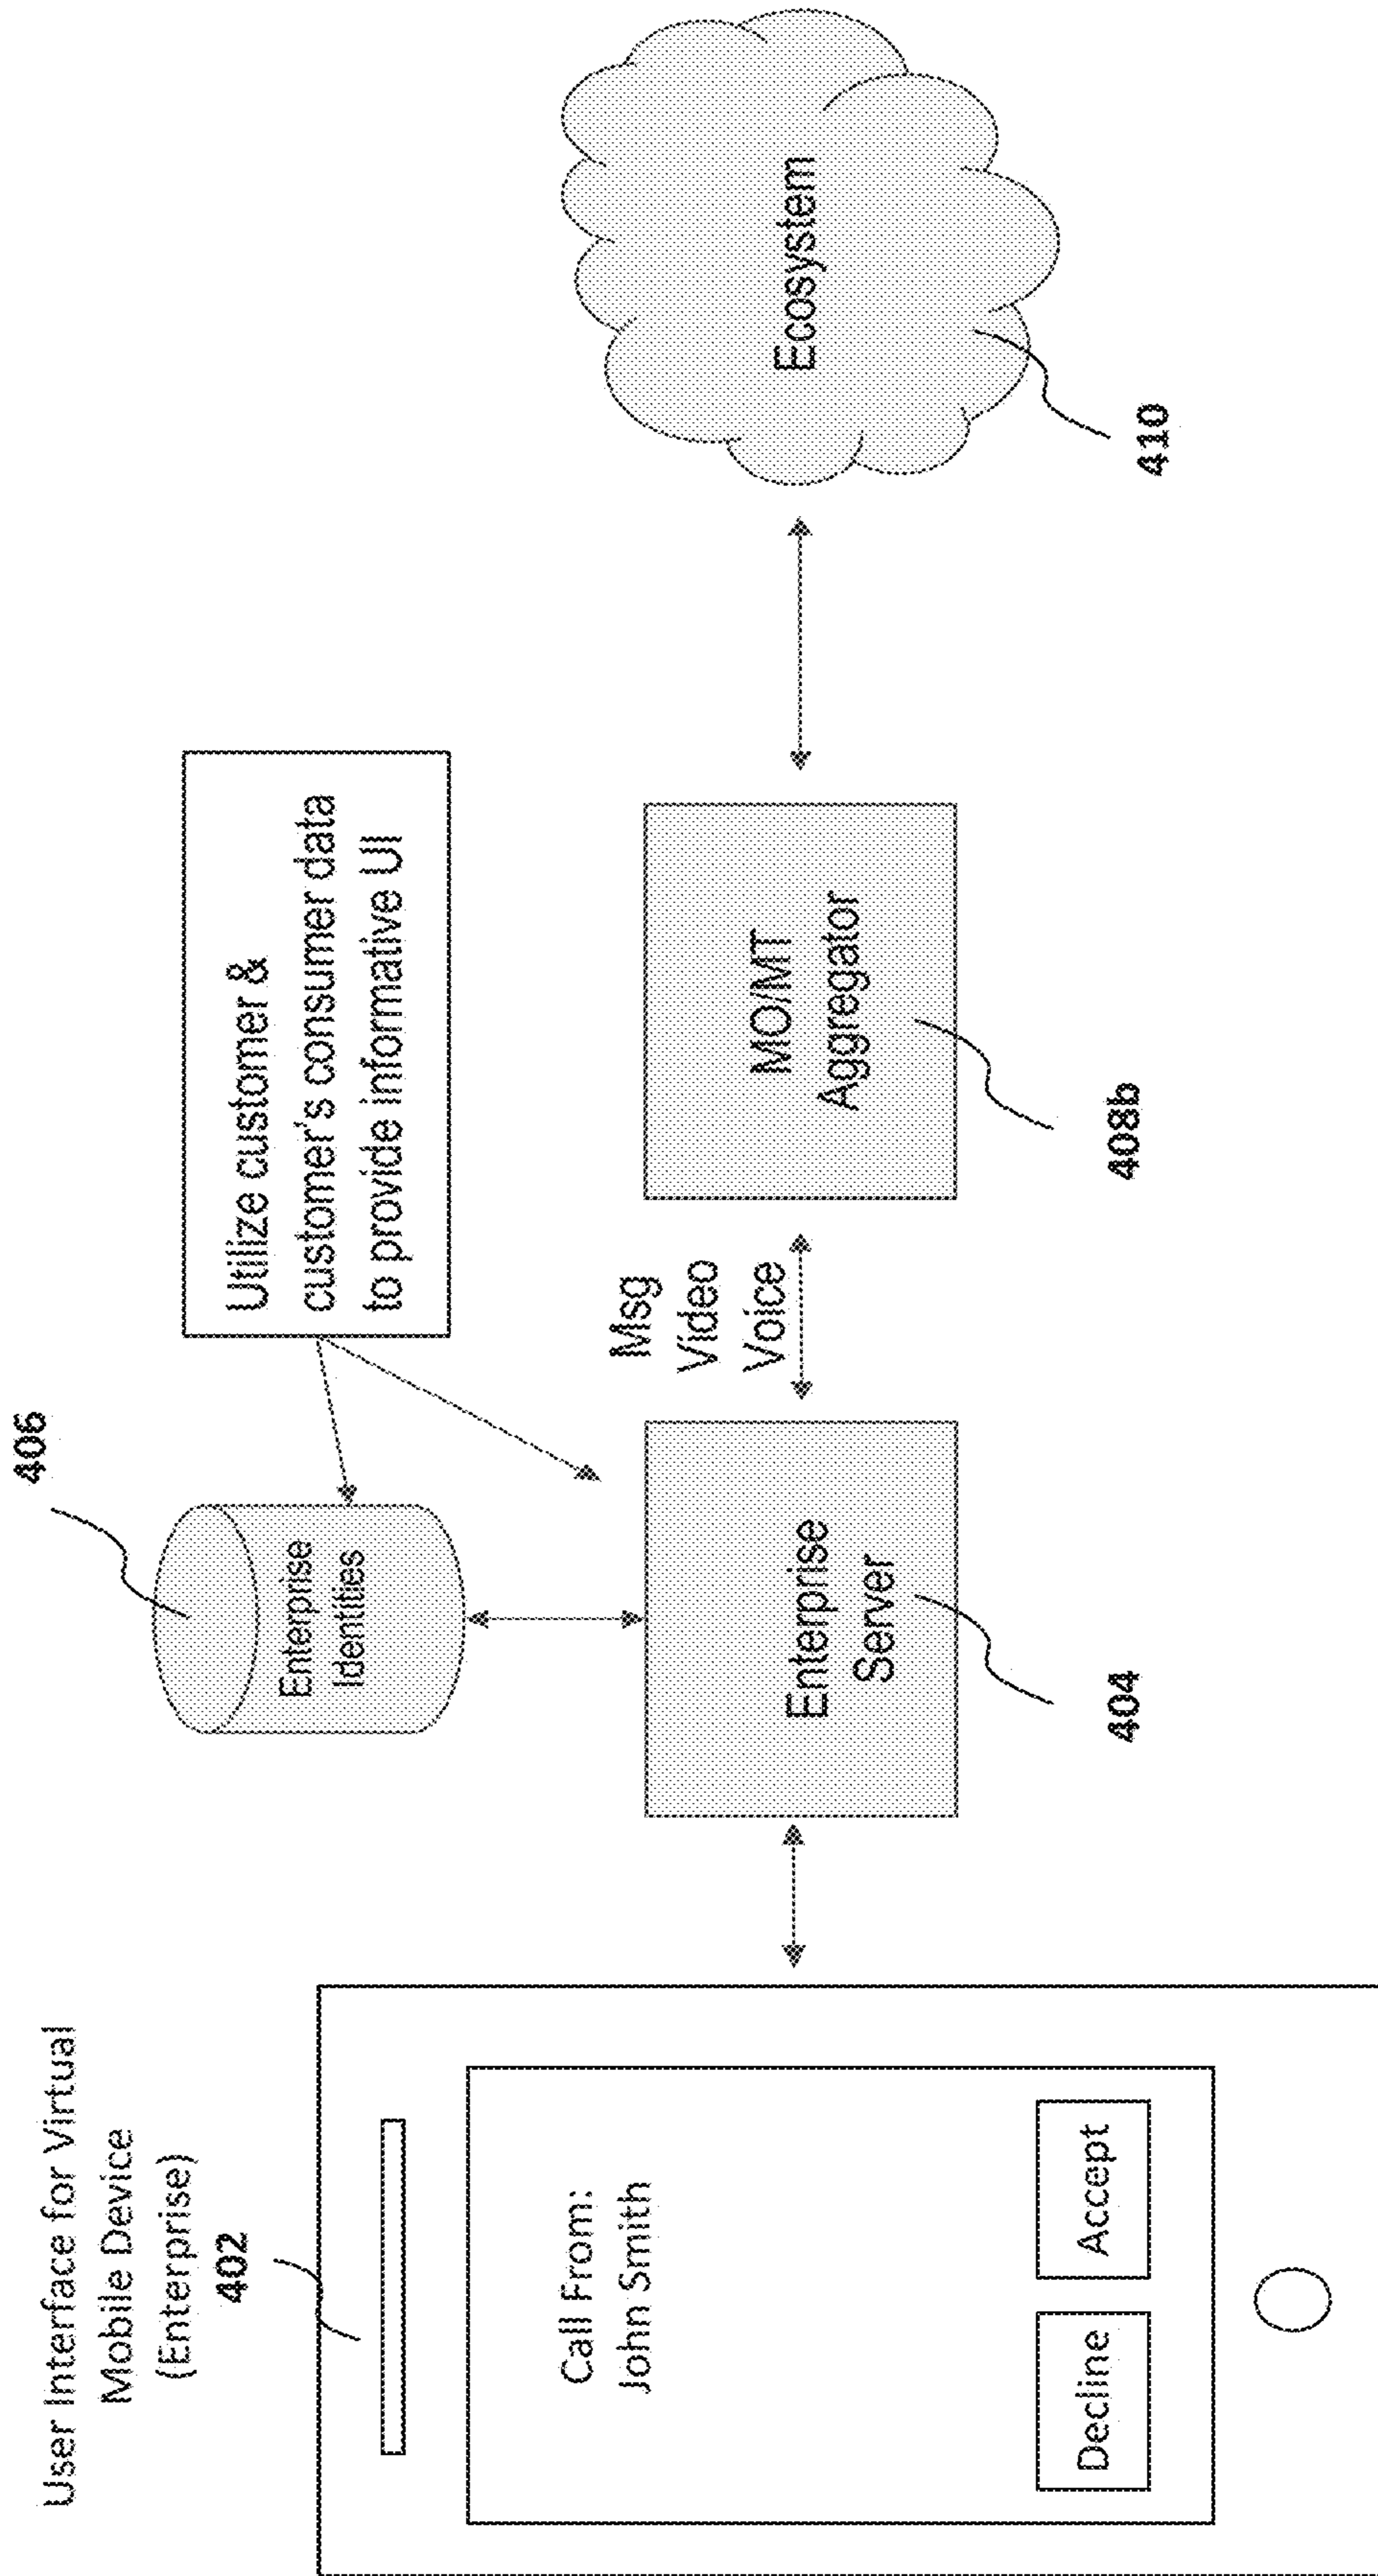 User Interface for Virtual
Mobile Device
(Enterprise)
402
Call From:
John Smith
Decline
Accept
406
Enterprise
Identities
Utilize customer &
customer's consumer data
to provide informative UI
Enterprise
Server
404
Msg
Video
Voice
MO/MT
Aggregator
408b
Ecosystem
410